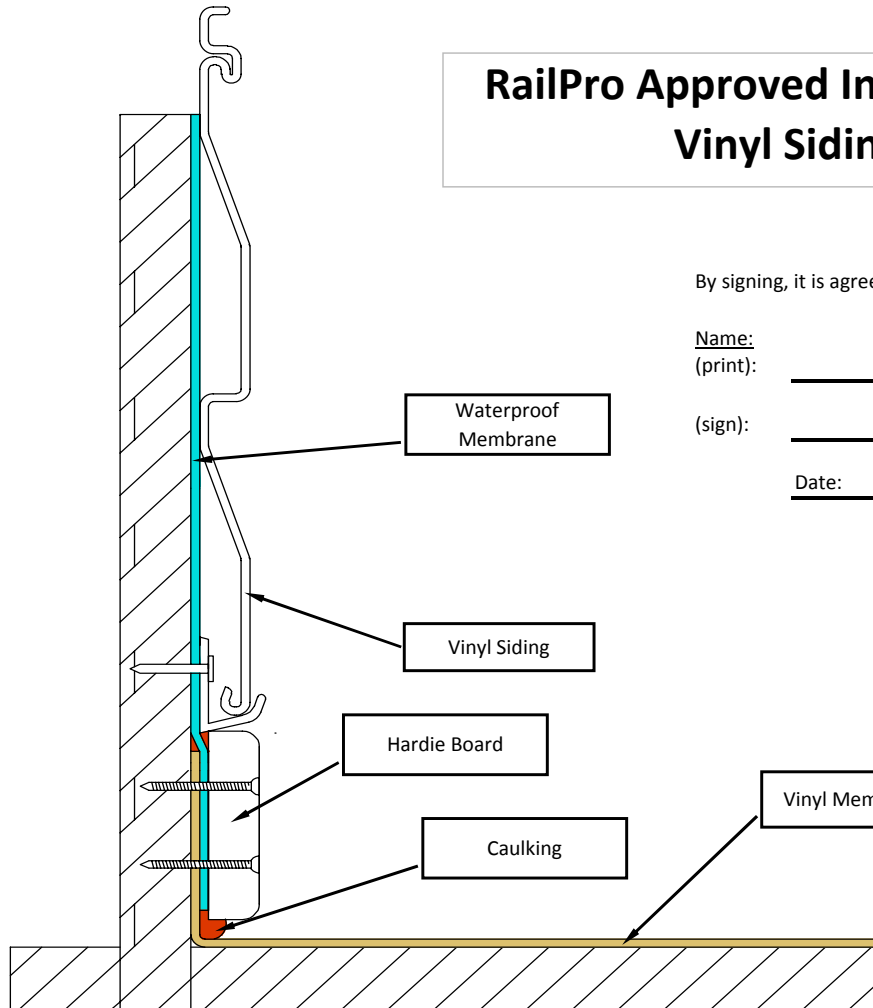 RailPro Approved In
Vinyl Sidin
By signing, it is agree
Name:
(print):
(sign):
Date:
Waterproof
Membrane
Vinyl Siding
Hardie Board
Vinyl Mem
Caulking